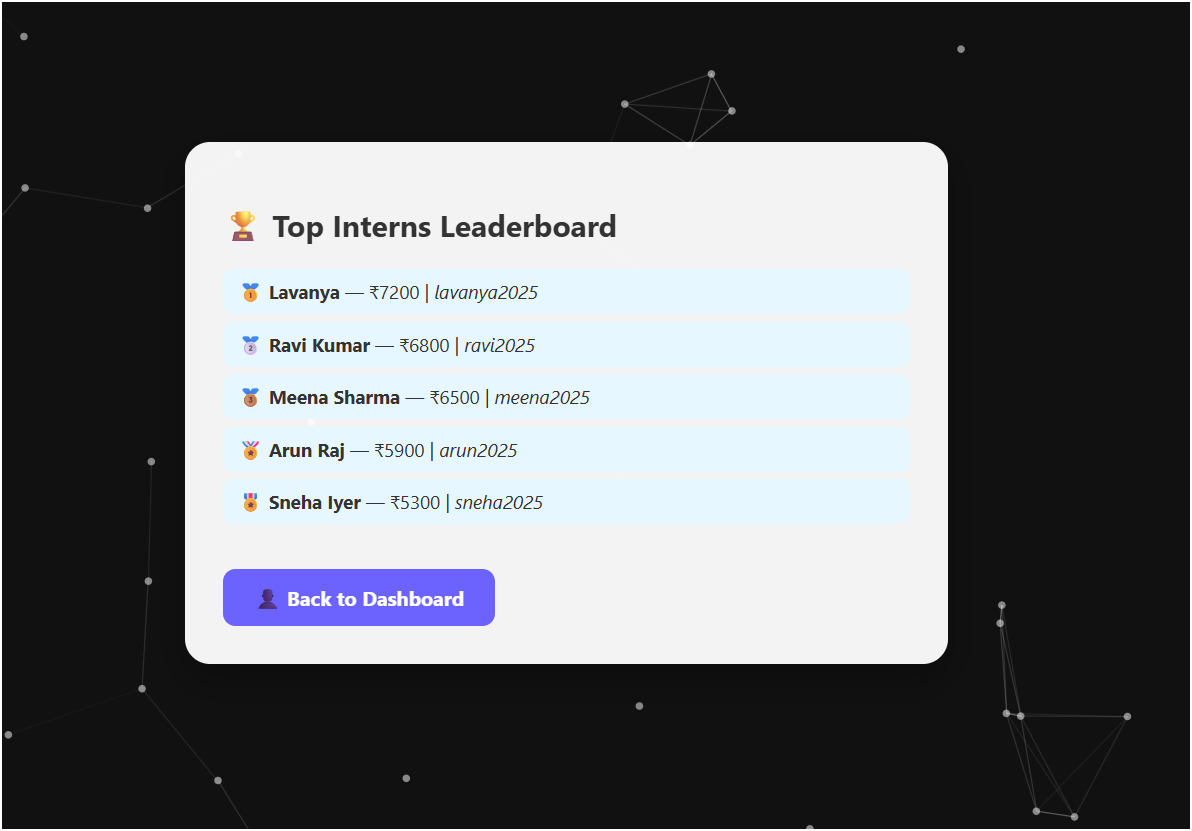 🏆 Top Interns Leaderboard
🥇 Lavanya — ₹7200 | lavanya2025
🥈 Ravi Kumar — ₹6800 | ravi2025
🥉 Meena Sharma — ₹6500 | meena2025
🏅 Arun Raj — ₹5900 | arun2025
🎖️ Sneha Iyer — ₹5300 | sneha2025
👤 Back to Dashboard